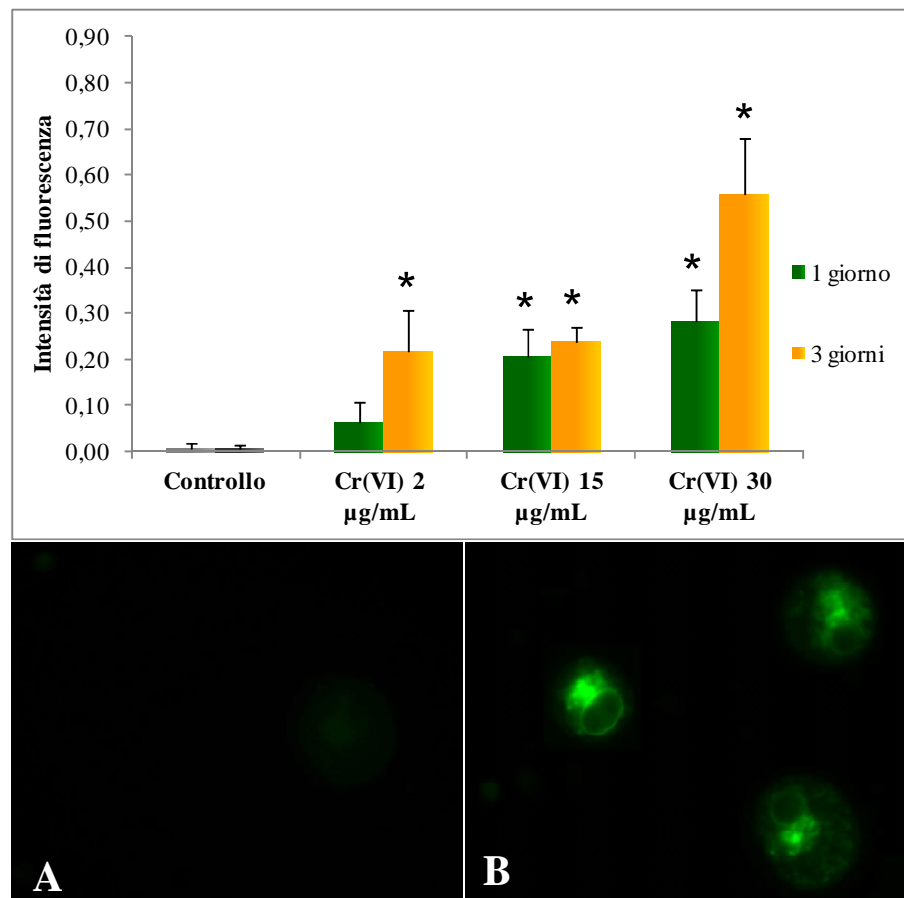 0,90
0,80
0,70
0,60
0,50
0,40
0,30
0,20
0,10
0,00
Intensità di fluorescenza
*
*
*
*
*
1 giorno
3 giorni
Controllo
Cr(VI) 2
µg/mL
Cr(VI) 15
µg/mL
Cr(VI) 30
µg/mL
A
B